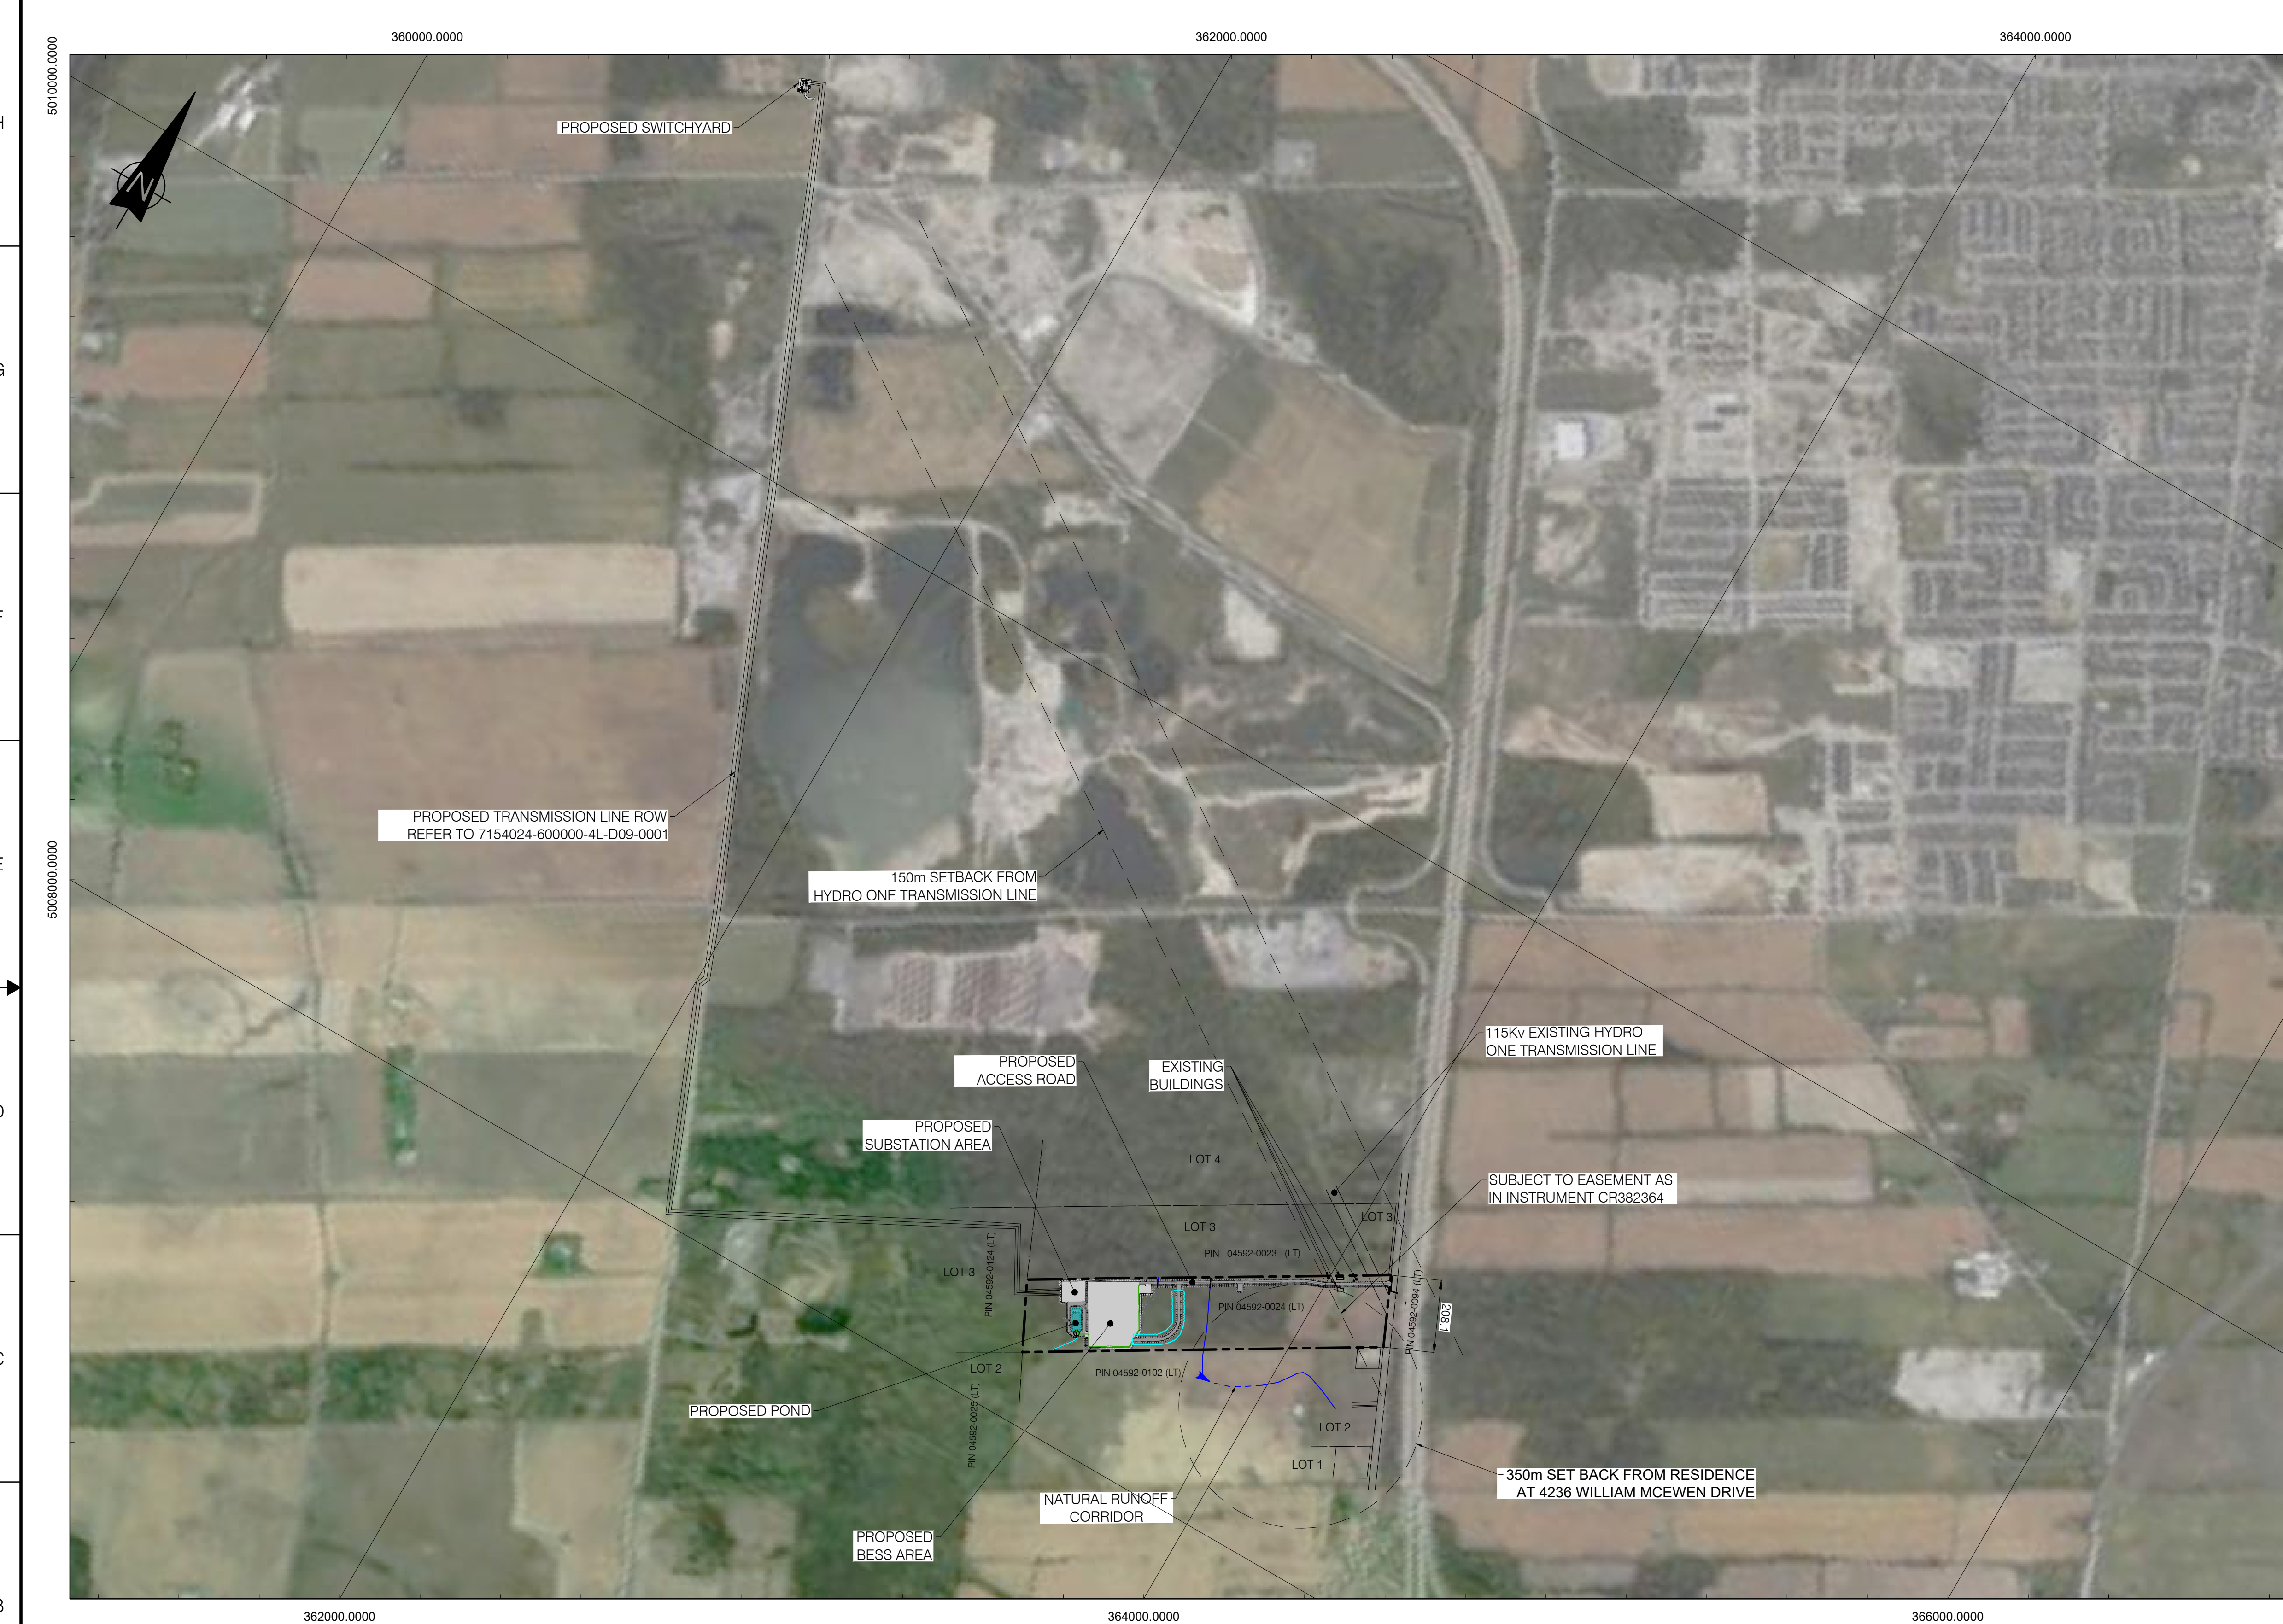 360000.0000
362000.0000
364000.0000
5010000.0000
H
PROPOSED SWITCHYARD
N
G
F
PROPOSED TRANSMISSION LINE ROW
REFER TO 7154024-600000-4L-D09-0001
5008000.0000
E
150m SETBACK FROM
HYDRO ONE TRANSMISSION LINE
115Kv EXISTING HYDRO
ONE TRANSMISSION LINE
PROPOSED
ACCESS ROAD
EXISTING
BUILDINGS
D
PROPOSED
SUBSTATION AREA
LOT 4
SUBJECT TO EASEMENT AS
IN INSTRUMENT CR382364
LOT 3
LOT 3
PIN 04592-0023 (LT)
LOT 3
PIN 04592-0124 (LT)
PIN 04592-0024 (LT)
PIN 04592-0094 (LT)
208.1
C
LOT 2
PIN 04592-0102 (LT)
PROPOSED POND
PIN 04592-0025 (LT)
LOT 2
LOT 1
350m SET BACK FROM RESIDENCE
AT 4236 WILLIAM MCEWEN DRIVE
NATURAL RUNOFF
CORRIDOR
PROPOSED
BESS AREA
B
362000.0000
364000.0000
366000.0000